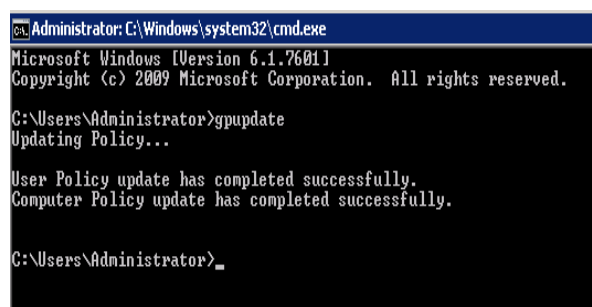 Administrator: C:\Windows\system32\cmd.exe
Microsoft Windows [Version 6.1.7601]
Copyright (c) 2009 Microsoft Corporation.  All rights reserved.
C:\Users\Administrator>gpupdate
Updating Policy...
User Policy update has completed successfully.
Computer Policy update has completed successfully.
C:\Users\Administrator>_